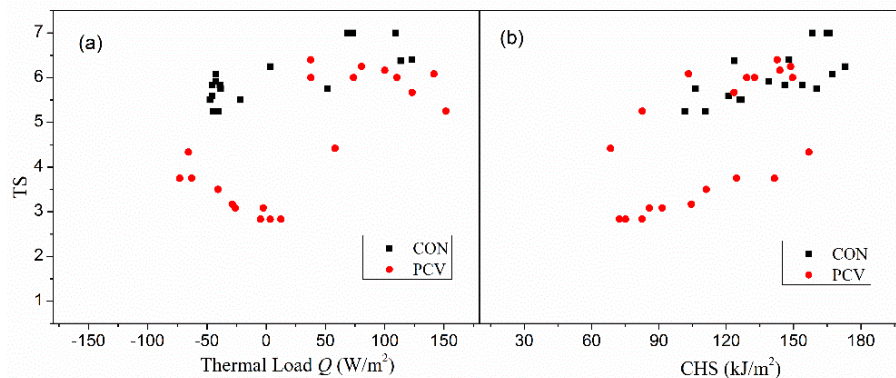 (a)
(b)
TS
7
6
5
4
3
2
1
CON
PCV
CON
PCV
-150 -100 -50 0 50 100 150
30 60 90 120 150 180
Thermal Load Q (W/m²)
CHS (kJ/m²)